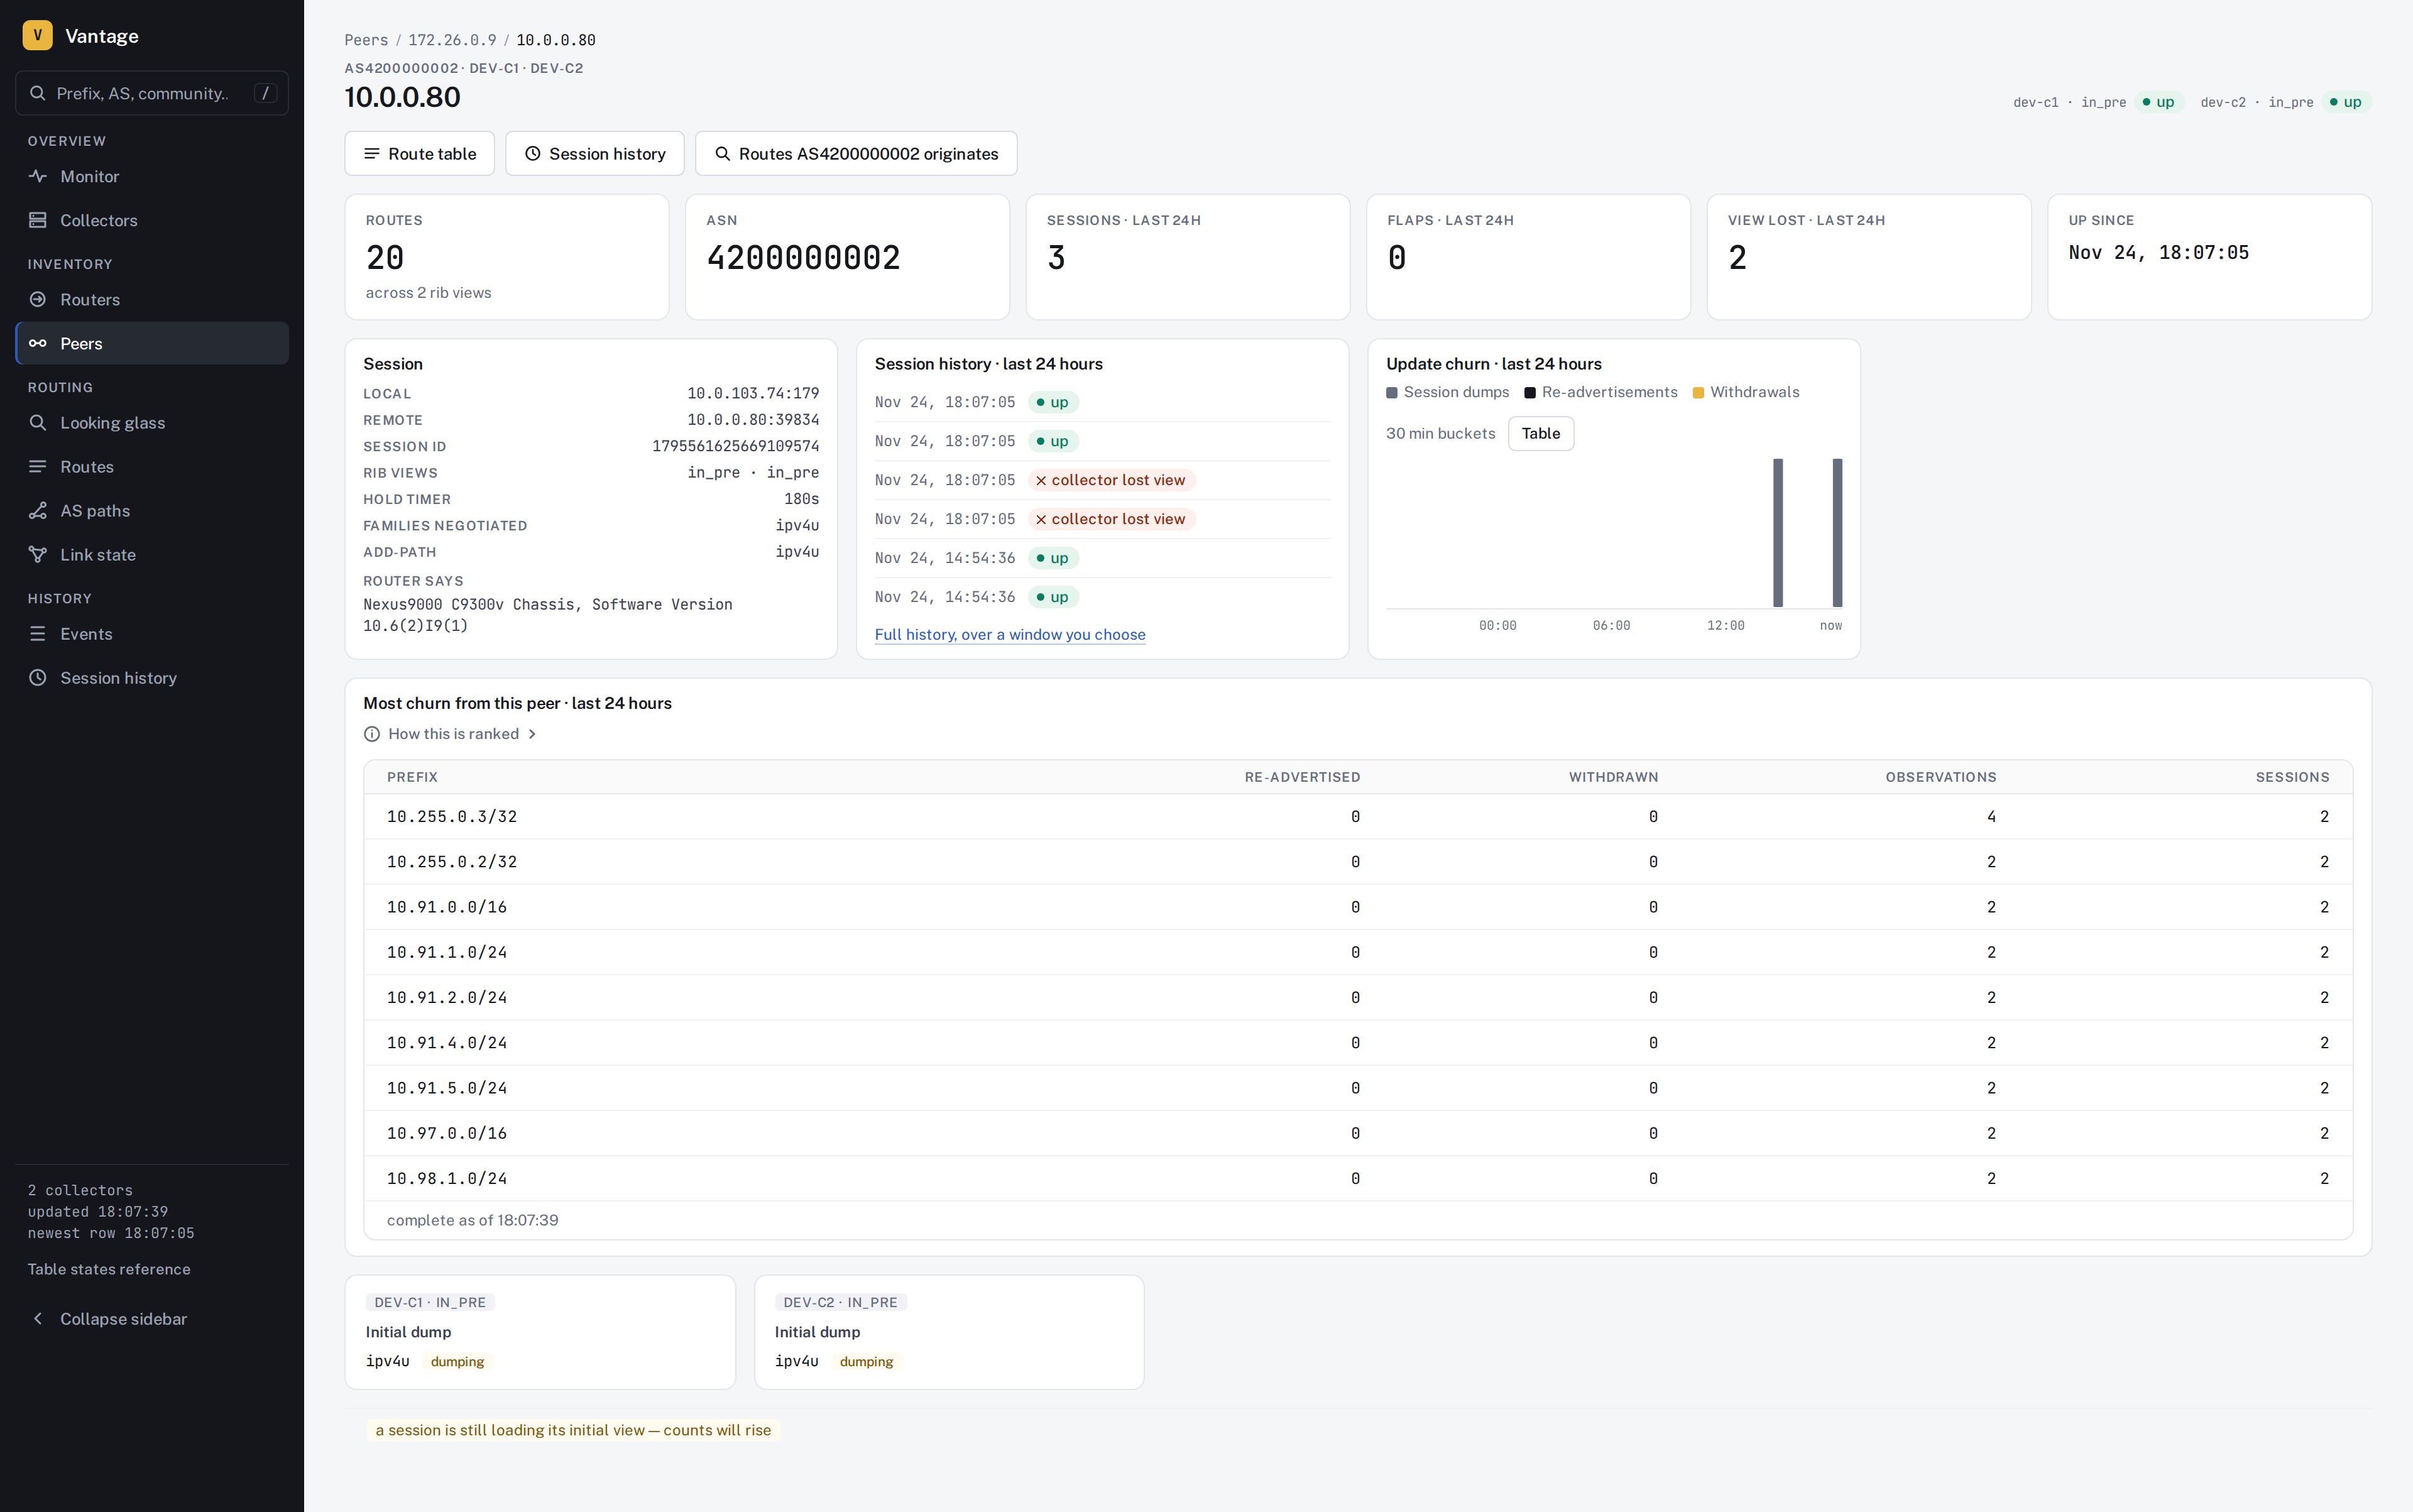 V Vantage
Prefix, AS, community.. /
OVERVIEW
Monitor
Collectors
INVENTORY
Routers
Peers
ROUTING
Looking glass
Routes
AS paths
Link state
HISTORY
Events
Session history
2 collectors
updated 18:07:39
newest row 18:07:05
Table states reference
Collapse sidebar
Peers / 172.26.0.9 / 10.0.0.80
AS4200000002 · DEV-C1 · DEV-C2
10.0.0.80
dev-c1 · in_pre up dev-c2 · in_pre up
Route table Session history Routes AS4200000002 originates
ROUTES
20
across 2 rib views
ASN
4200000002
SESSIONS · LAST 24H
3
FLAPS · LAST 24H
0
VIEW LOST · LAST 24H
2
UP SINCE
Nov 24, 18:07:05
Session
LOCAL 10.0.103.74:179
REMOTE 10.0.0.80:39834
SESSION ID 1795561625669109574
RIB VIEWS in_pre · in_pre
HOLD TIMER 180s
FAMILIES NEGOTIATED ipv4u
ADD-PATH ipv4u
ROUTER SAYS
Nexus9000 C9300v Chassis, Software Version
10.6(2)I9(1)
Session history · last 24 hours
Nov 24, 18:07:05 up
Nov 24, 18:07:05 up
Nov 24, 18:07:05 collector lost view
Nov 24, 18:07:05 collector lost view
Nov 24, 14:54:36 up
Nov 24, 14:54:36 up
Full history, over a window you choose
Update churn · last 24 hours
Session dumps Re-advertisements Withdrawals
30 min buckets Table
00:00 06:00 12:00 now
Most churn from this peer · last 24 hours
How this is ranked
PREFIX RE-ADVERTISED WITHDRAWN OBSERVATIONS SESSIONS
10.255.0.3/32 0 0 4 2
10.255.0.2/32 0 0 2 2
10.91.0.0/16 0 0 2 2
10.91.1.0/24 0 0 2 2
10.91.2.0/24 0 0 2 2
10.91.4.0/24 0 0 2 2
10.91.5.0/24 0 0 2 2
10.97.0.0/16 0 0 2 2
10.98.1.0/24 0 0 2 2
complete as of 18:07:39
DEV-C1 · IN_PRE
Initial dump
ipv4u dumping
DEV-C2 · IN_PRE
Initial dump
ipv4u dumping
a session is still loading its initial view — counts will rise